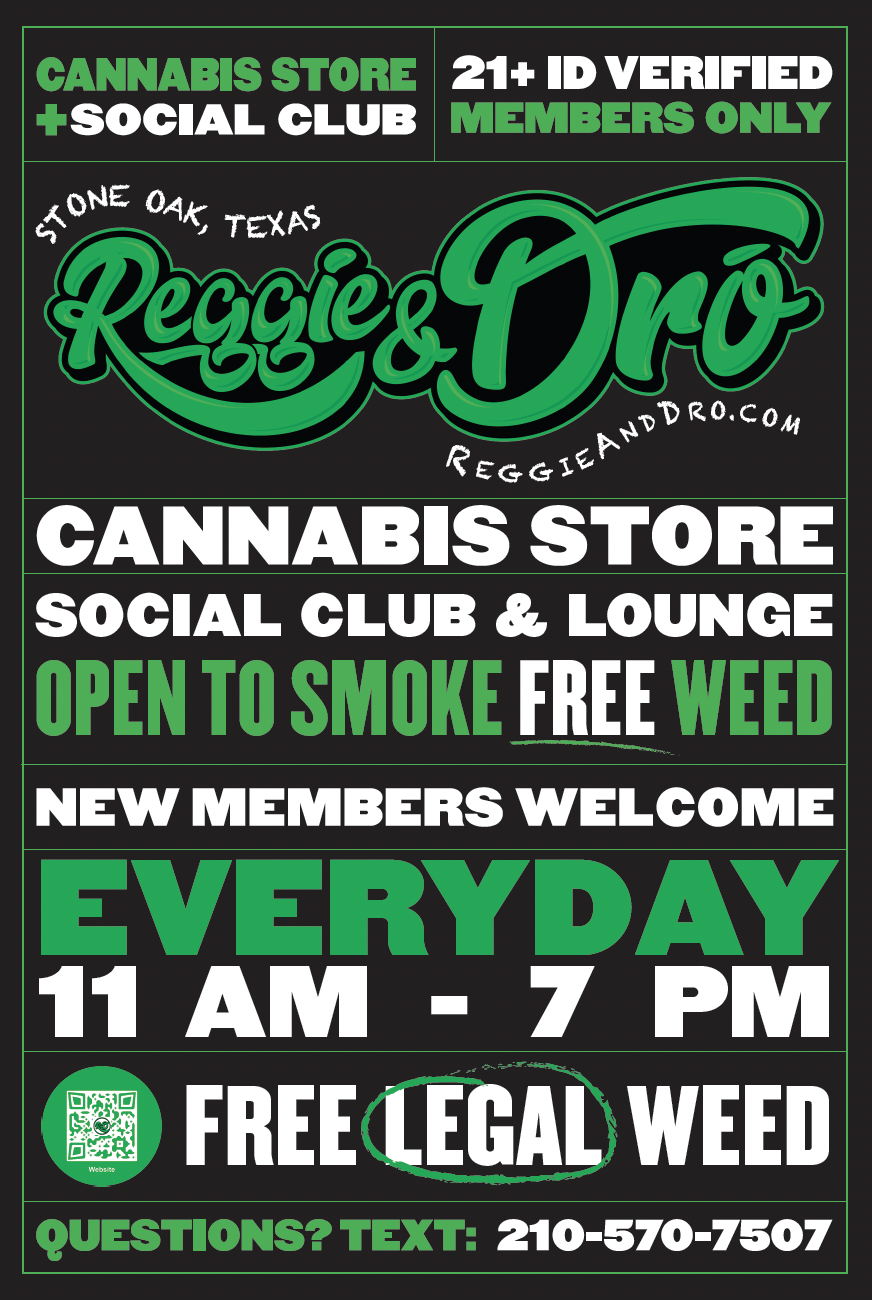 CANNABIS STORE
+SOCIAL CLUB
21+ ID VERIFIED
MEMBERS ONLY
STONE OAK, TEXAS
Reggie & Dro
REGGIEANDDRO.COM
CANNABIS STORE
SOCIAL CLUB & LOUNGE
OPEN TO SMOKE FREE WEED
NEW MEMBERS WELCOME
EVERYDAY
11 AM - 7 PM
FREE LEGAL WEED
Website
QUESTIONS? TEXT: 210-570-7507